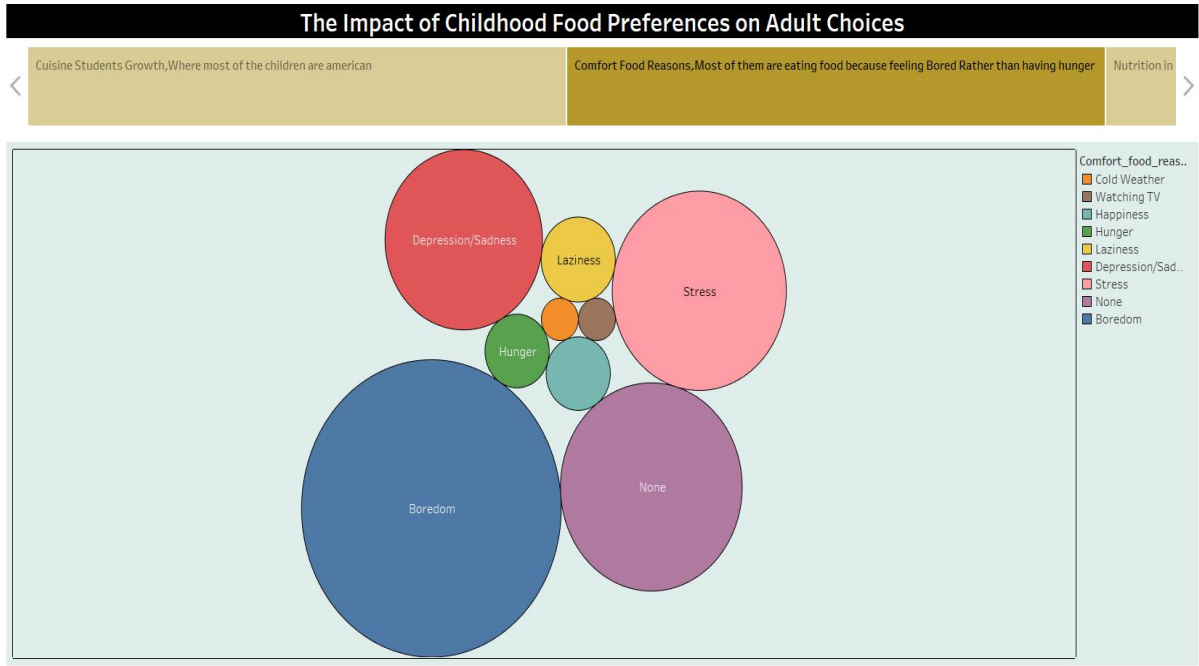 The Impact of Childhood Food Preferences on Adult Choices
Cuisine Students Growth,Where most of the children are american
Comfort Food Reasons,Most of them are eating food because feeling Bored Rather than having hunger
Nutrition in
Comfort_food_reas..
Cold Weather
Watching TV
Happiness
Hunger
Laziness
Depression/Sad..
Stress
None
Boredom
Depression/Sadness
Laziness
Stress
Hunger
None
Boredom